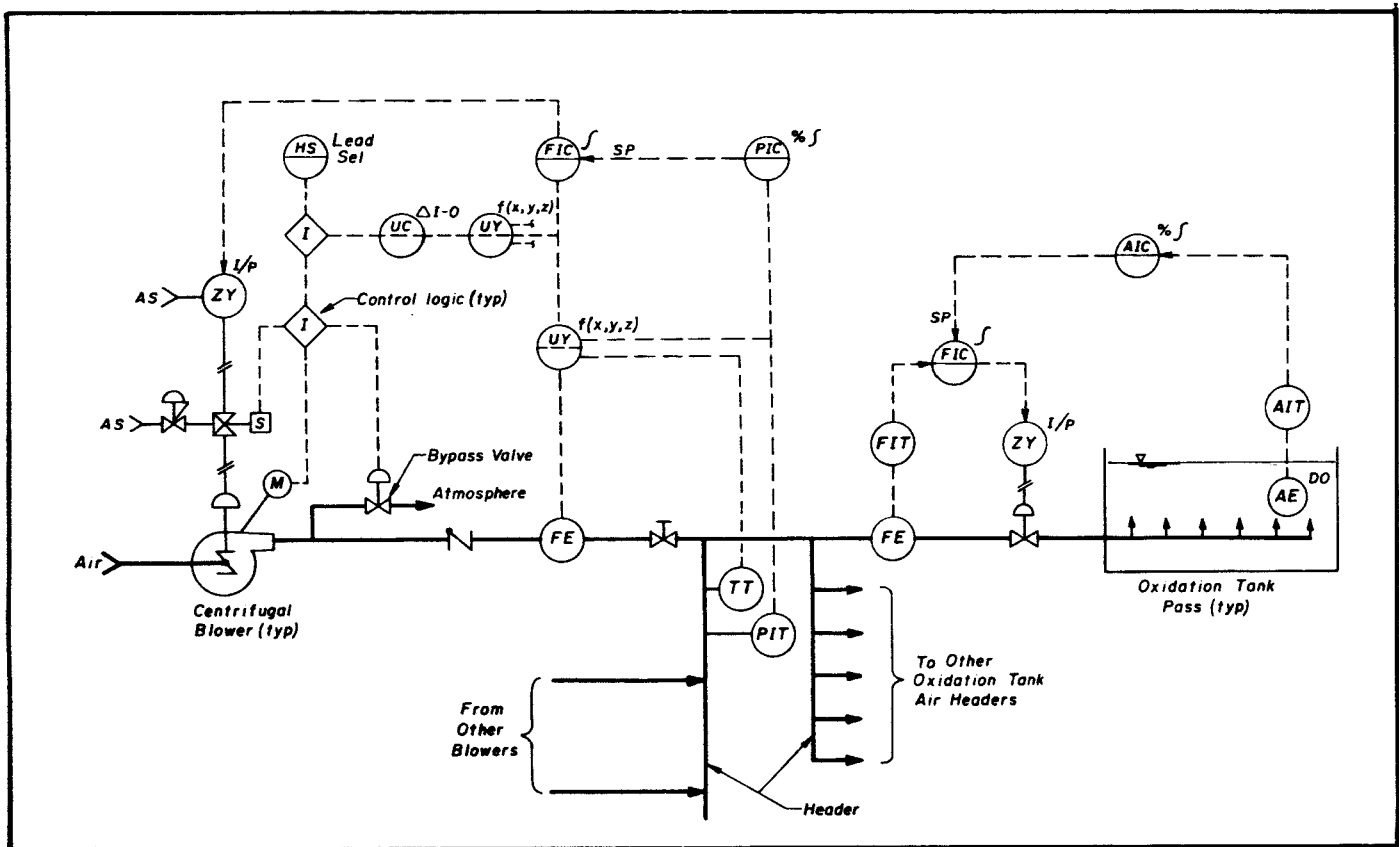 HS
Lead
Sel
FIC
∫
SP
PIC
% ∫
I
UC
Δ I-O
UY
f(x,y,z)
AIC
% ∫
I/P
ZY
AS
Control logic (typ)
I
UY
f(x,y,z)
SP
FIC
∫
AS
S
FIT
ZY
I/P
AIT
M
Bypass Valve
Atmosphere
AE
DO
Air
FE
FE
Centrifugal
Blower (typ)
TT
PIT
Oxidation Tank
Pass (typ)
To Other
Oxidation Tank
Air Headers
From
Other
Blowers
Header